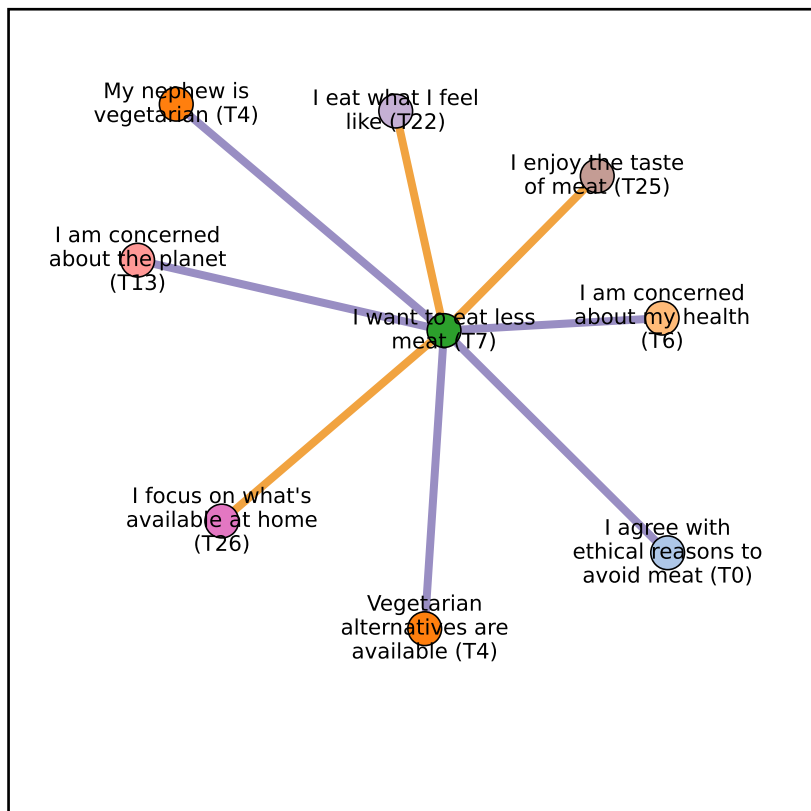 My nephew is
vegetarian (T4)
I eat what I feel
like (T22)
I enjoy the taste
of meat (T25)
I am concerned
about the planet
(T13)
I want to eat less
meat (T7)
I am concerned
about my health
(T6)
I focus on what's
available at home
(T26)
I agree with
ethical reasons to
avoid meat (T0)
Vegetarian
alternatives are
available (T4)